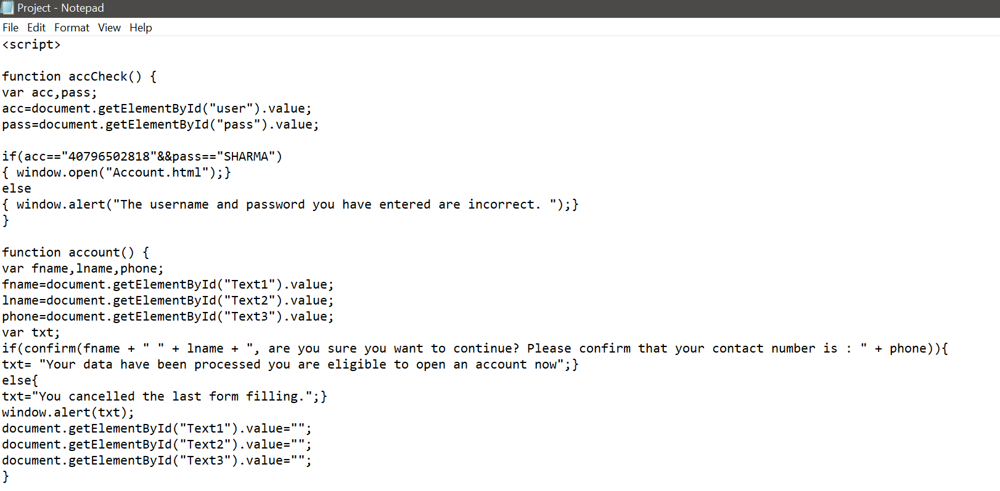 Project - Notepad
File Edit Format View Help
<script>
function accCheck() {
var acc,pass;
acc=document.getElementById("user").value;
pass=document.getElementById("pass").value;
if(acc=="40796502818"&&pass=="SHARMA")
{ window.open("Account.html");}
else
{ window.alert("The username and password you have entered are incorrect. ");}
}
function account() {
var fname,lname,phone;
fname=document.getElementById("Text1").value;
lname=document.getElementById("Text2").value;
phone=document.getElementById("Text3").value;
var txt;
if(confirm(fname + " " + lname + ", are you sure you want to continue? Please confirm that your contact number is : " + phone)){
txt= "Your data have been processed you are eligible to open an account now";}
else{
txt="You cancelled the last form filling.";}
window.alert(txt);
document.getElementById("Text1").value="";
document.getElementById("Text2").value="";
document.getElementById("Text3").value="";
}